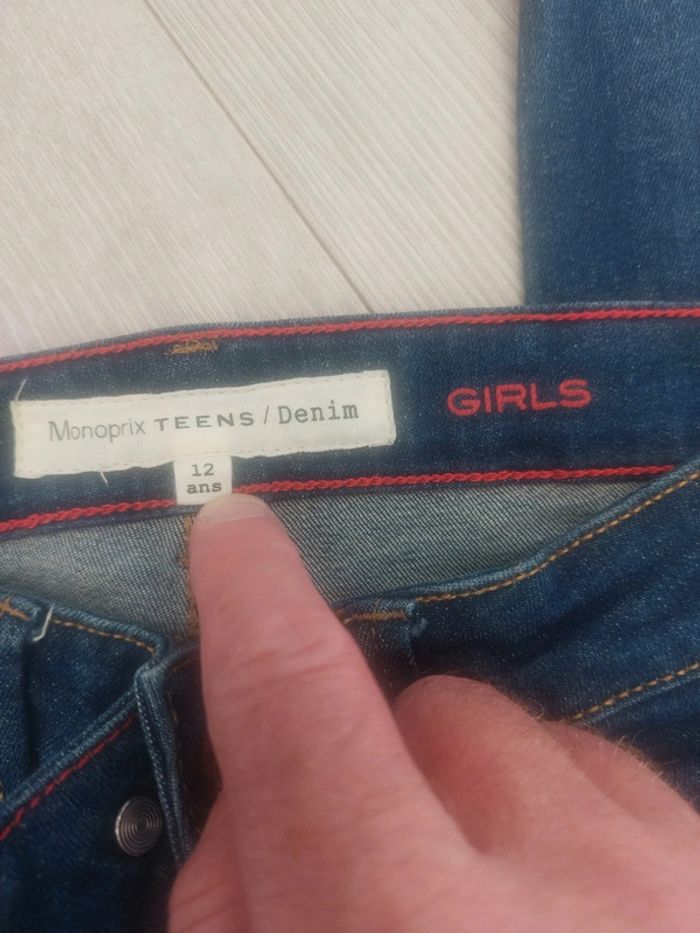 Monoprix TEENS / Denim
GIRLS
12
ans